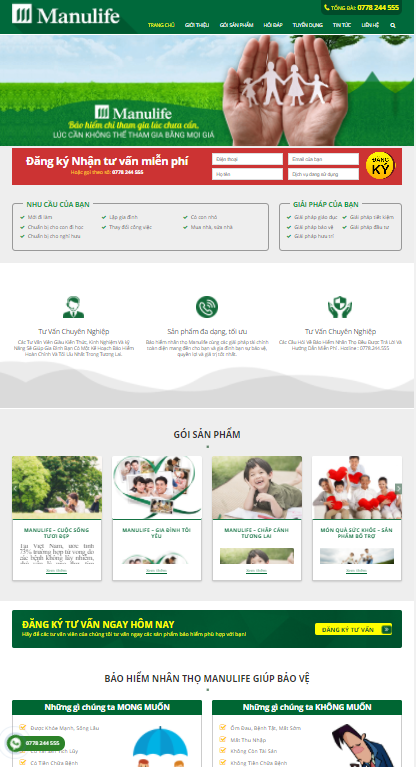 Manulife
TỔNG ĐÀI: 0778 244 555
TRANG CHỦ GIỚI THIỆU GÓI SẢN PHẨM HỎI ĐÁP TUYỂN DỤNG TIN TỨC LIÊN HỆ
Manulife
Bảo hiểm chỉ tham gia lúc chưa cần,
LÚC CẦN KHÔNG THỂ THAM GIA BẰNG MỌI GIÁ
Đăng ký Nhận tư vấn miễn phí
Hoặc gọi theo số: 0778 244 555
Điện thoại
Email của bạn
Họ tên
Dịch vụ đang sử dụng
ĐĂNG
KÝ
NHU CẦU CỦA BẠN
Mới đi làm
Lập gia đình
Có con nhỏ
Chuẩn bị cho con đi học
Thay đổi công việc
Mua nhà, sửa nhà
Chuẩn bị cho nghỉ hưu
GIẢI PHÁP CỦA BẠN
Giải pháp giáo dục
Giải pháp tiết kiệm
Giải pháp bảo vệ
Giải pháp đầu tư
Giải pháp hưu trí
Tư Vấn Chuyên Nghiệp
Các Tư Vấn Viên Giàu Kiến Thức, Kinh Nghiệm Và Kỹ
Năng Sẽ Giúp Gia Đình Bạn Có Một Kế Hoạch Bảo Hiểm
Hoàn Chỉnh Và Tối Ưu Nhất Trong Tương Lai.
Sản phẩm đa dạng, tối ưu
Bảo hiểm nhân thọ Manulife cùng các giải pháp tài chính
toàn diện mang đến cho bạn và gia đình bạn sự bảo vệ,
quyền lợi và giá trị tốt nhất.
Tư Vấn Chuyên Nghiệp
Các Câu Hỏi Về Bảo Hiểm Nhân Thọ Đều Được Trả Lời Và
Hướng Dẫn Miễn Phí . Hotline : 0778.244.555
GÓI SẢN PHẨM
MANULIFE – CUỘC SỐNG
TƯƠI ĐẸP
Tại Việt Nam, ước tính
73% trường hợp tử vong do
các bệnh không lây nhiễm,
Xem thêm
MANULIFE – GIA ĐÌNH TÔI
YÊU
Xem thêm
MANULIFE – CHẮP CÁNH
TƯƠNG LAI
Xem thêm
MÓN QUÀ SỨC KHỎE – SẢN
PHẨM BỔ TRỢ
Xem thêm
ĐĂNG KÝ TƯ VẤN NGAY HÔM NAY
Hãy để các tư vấn viên của chúng tôi tư vấn ngay các sản phẩm bảo hiểm phù hợp với bạn!
ĐĂNG KÝ TƯ VẤN
BẢO HIỂM NHÂN THỌ MANULIFE GIÚP BẢO VỆ
Những gì chúng ta MONG MUỐN
Được Khỏe Mạnh, Sống Lâu
Tích Lũy
Có Tiền Chữa Bệnh
Những gì chúng ta KHÔNG MUỐN
Ốm Đau, Bệnh Tật, Mất Sớm
Mất Thu Nhập
Không Còn Tài Sản
Không Tiền Chữa Bệnh
0778 244 555